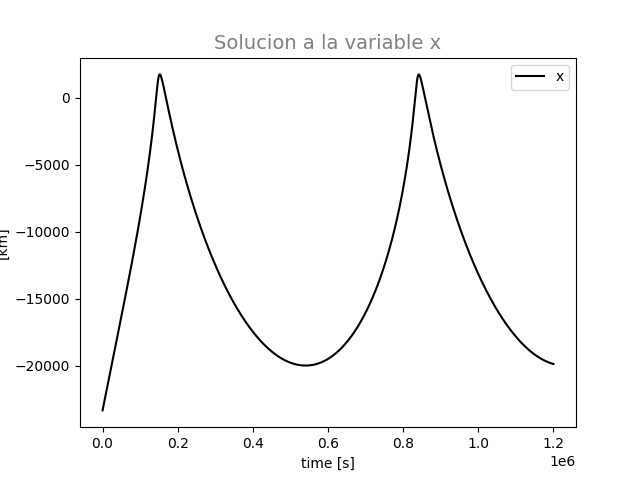 Solucion a la variable x
x
0
−5000
−10000
−15000
−20000
[km]
0.0 0.2 0.4 0.6 0.8 1.0 1.2
1e6
time [s]